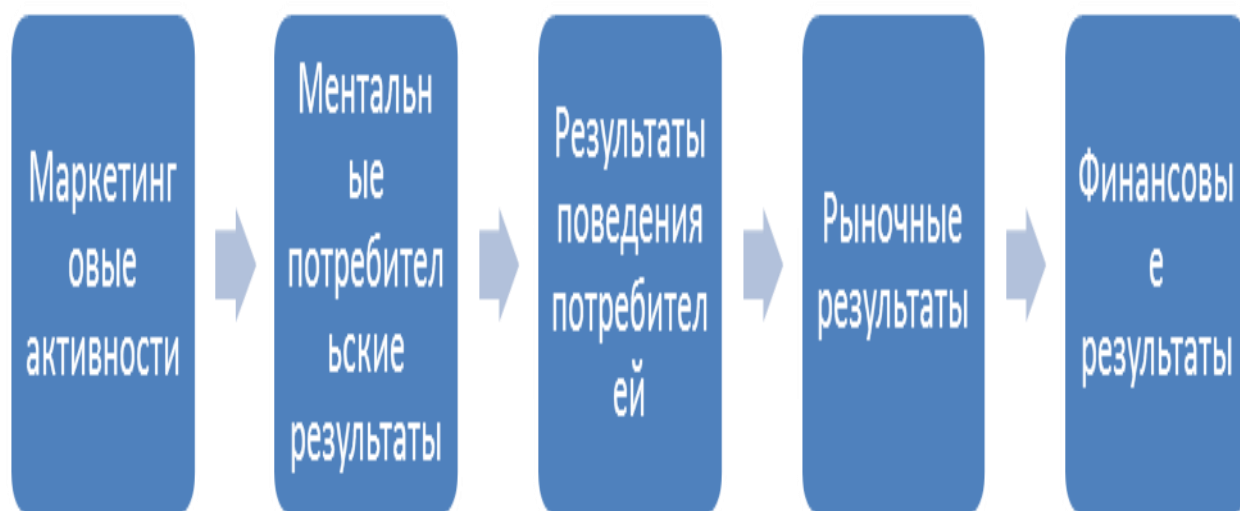 Маркетинг
овые
активности
Ментальн
ые
потребител
ьские
результаты
Результаты
поведения
потребител
ей
Рыночные
результаты
Финансовы
е
результаты